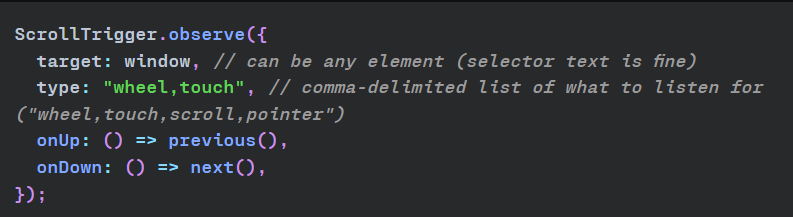 ScrollTrigger.observe({
  target: window, // can be any element (selector text is fine)
  type: "wheel,touch", // comma-delimited list of what to listen for
("wheel,touch,scroll,pointer")
  onUp: () => previous(),
  onDown: () => next(),
});